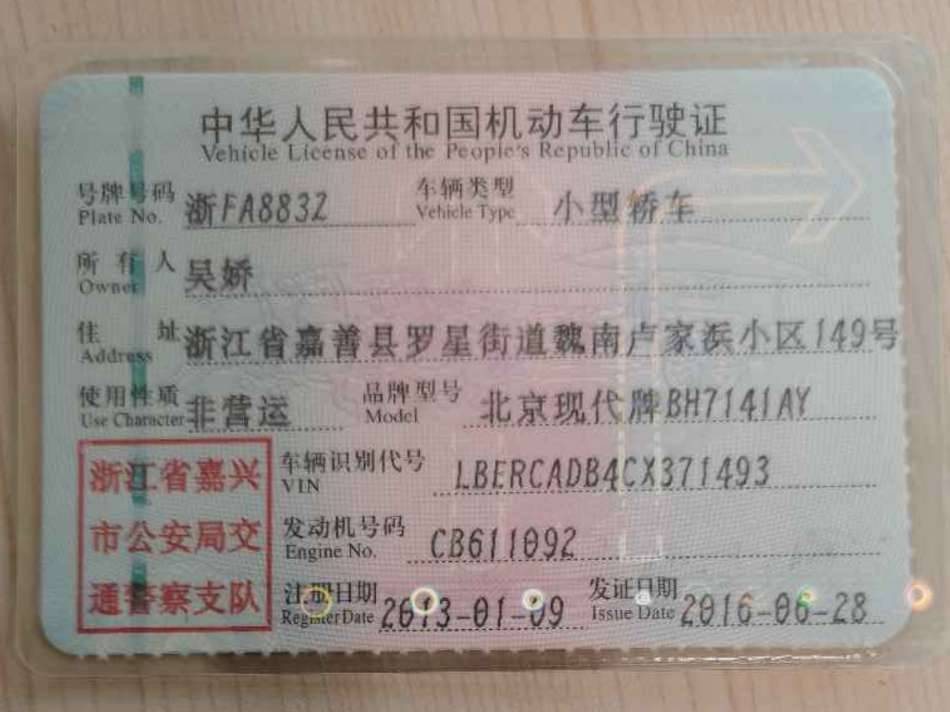 中华人民共和国机动车行驶证
Vehicle License of the People's Republic of China
号牌号码 浙FA8832 车辆类型 小型轿车
Plate No. Vehicle Type
所有人 吴娇
Owner
住址 浙江省嘉善县罗星街道魏南卢家浜小区149号
Address
使用性质 非营运 品牌型号 北京现代牌BH7141AY
Use Character Model
浙江省嘉兴 车辆识别代号 LBERCADB4CX371493
VIN
市公安局交 发动机号码 CB611092
Engine No.
通警察支队 注册日期 2013-01-09 发证日期 2016-06-28
Register Date Issue Date